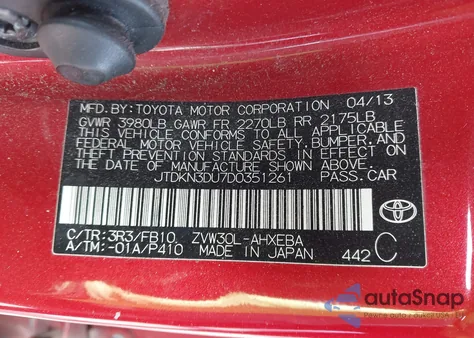 MFD.BY:TOYOTA MOTOR CORPORATION 04/13
GVWR 3980LB GAWR FR 2270LB RR 2175LB
THIS VEHICLE CONFORMS TO ALL APPLICABLE
FEDERAL MOTOR VEHICLE SAFETY, BUMPER, AND
THEFT PREVENTION STANDARDS IN EFFECT ON
THE DATE OF MANUFACTURE SHOWN ABOVE.
JTDKN3DU7D0351261 PASS.CAR
C/TR:3R3/FB10 ZVW30L-AHXEBA
A/TM:-01A/P410 MADE IN JAPAN 442 C
TOYOTA
autoSnap